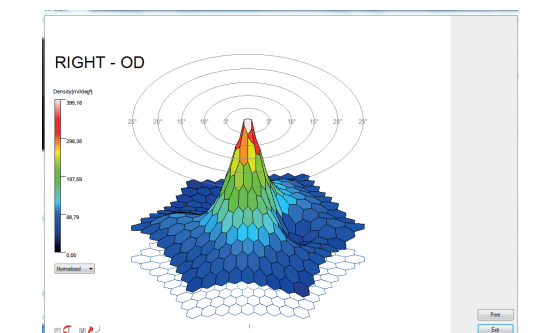 RIGHT - OD
Density[nV/deg²]
395,18
296,38
197,59
98,79
0,00
25° 20° 15° 10° 5° 5° 10° 15° 20° 25°
Normalized
Print
Exit